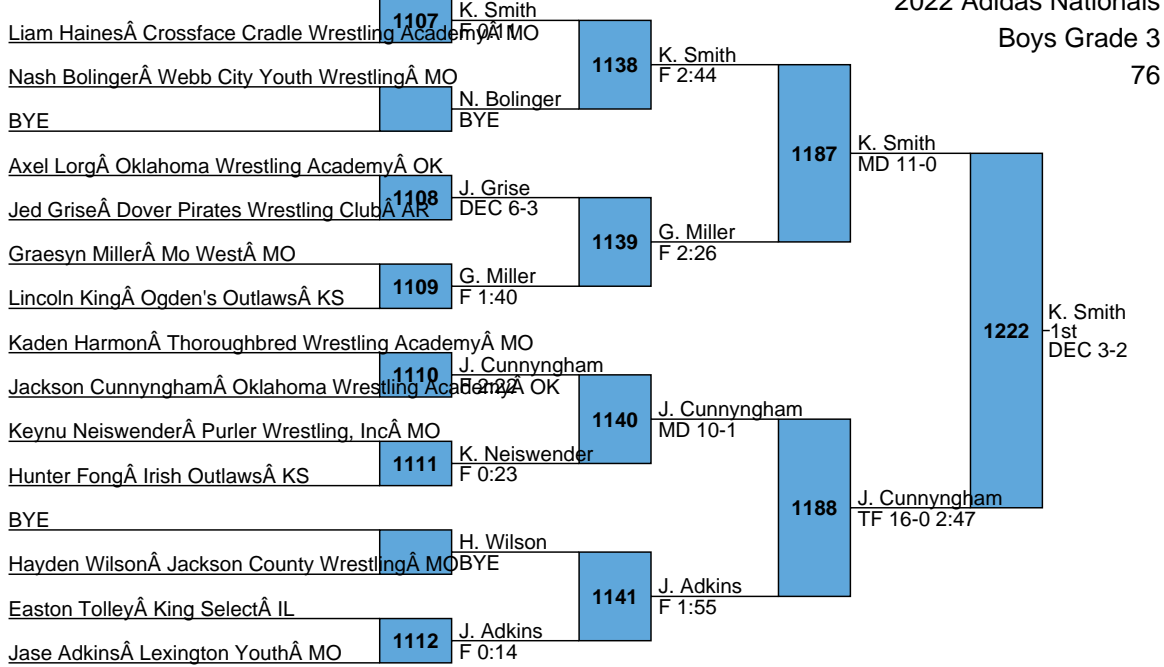 2022 Adidas Nationals
Boys Grade 3
76
K. Smith
1107
F 0:11
Liam HainesÂ Crossface Cradle Wrestling AcademyÂ MO
1138
K. Smith
F 2:44
Nash BolingerÂ Webb City Youth WrestlingÂ MO
N. Bolinger
BYE
BYE
1187
K. Smith
MD 11-0
Axel LorgÂ Oklahoma Wrestling AcademyÂ OK
1108
J. Grise
DEC 6-3
Jed GriseÂ Dover Pirates Wrestling ClubÂ AR
1139
G. Miller
F 2:26
Graesyn MillerÂ Mo WestÂ MO
1109
G. Miller
F 1:40
Lincoln KingÂ Ogden's OutlawsÂ KS
1222
K. Smith
1st
DEC 3-2
Kaden HarmonÂ Thoroughbred Wrestling AcademyÂ MO
1110
J. Cunnyngham
F 2:22
Jackson CunnynghamÂ Oklahoma Wrestling AcademyÂ OK
1140
J. Cunnyngham
MD 10-1
Keynu NeiswenderÂ Purler Wrestling, IncÂ MO
1111
K. Neiswender
F 0:23
Hunter FongÂ Irish OutlawsÂ KS
1188
J. Cunnyngham
TF 16-0 2:47
BYE
H. Wilson
BYE
Hayden WilsonÂ Jackson County WrestlingÂ MO
1141
J. Adkins
F 1:55
Easton TolleyÂ King SelectÂ IL
1112
J. Adkins
F 0:14
Jase AdkinsÂ Lexington YouthÂ MO